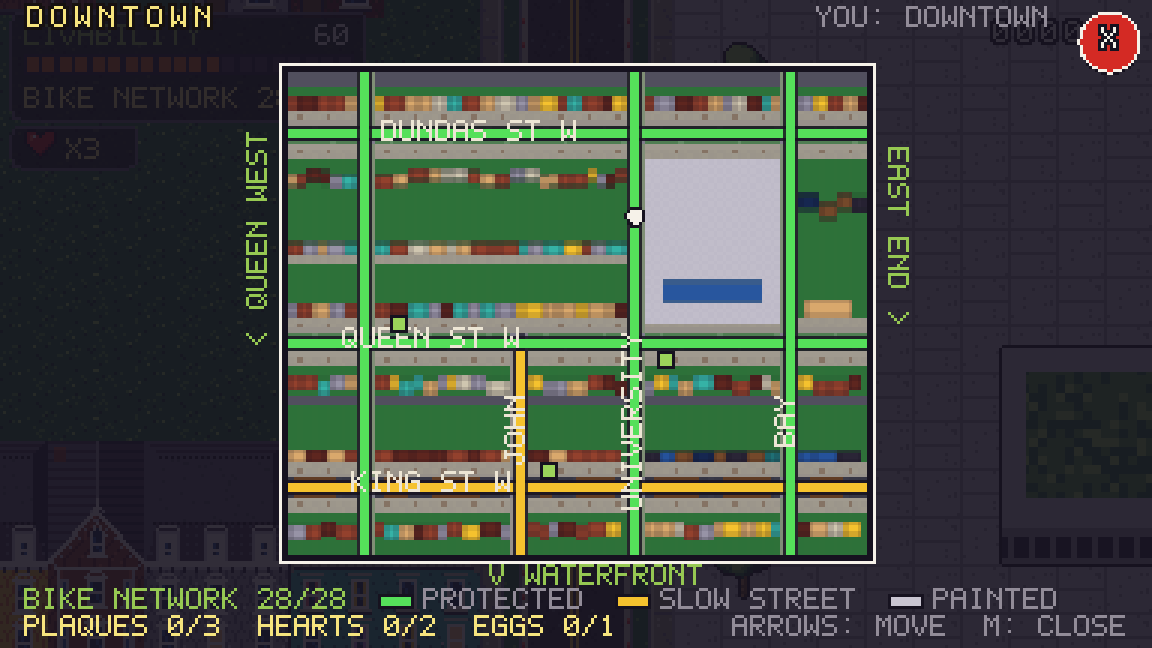 DOWNTOWN
YOU: DOWNTOWN
X
LIVABILITY 60
BIKE NETWORK 28
X3
DUNDAS ST W
< QUEEN WEST
EAST END >
QUEEN ST W
JOHN
UNIVERSITY
BAY
KING ST W
V WATERFRONT
BIKE NETWORK 28/28 PROTECTED SLOW STREET PAINTED
PLAQUES 0/3 HEARTS 0/2 EGGS 0/1 ARROWS: MOVE M: CLOSE